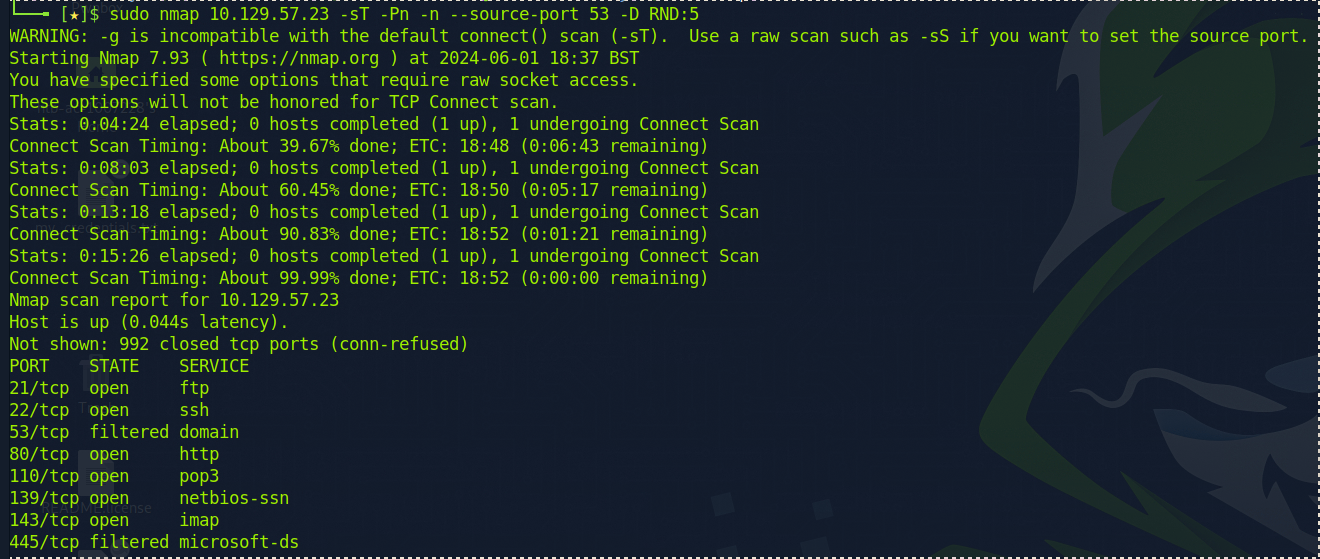 └──╼ [★]$ sudo nmap 10.129.57.23 -sT -Pn -n --source-port 53 -D RND:5
WARNING: -g is incompatible with the default connect() scan (-sT).  Use a raw scan such as -sS if you want to set the source port.
Starting Nmap 7.93 ( https://nmap.org ) at 2024-06-01 18:37 BST
You have specified some options that require raw socket access.
These options will not be honored for TCP Connect scan.
Stats: 0:04:24 elapsed; 0 hosts completed (1 up), 1 undergoing Connect Scan
Connect Scan Timing: About 39.67% done; ETC: 18:48 (0:06:43 remaining)
Stats: 0:08:03 elapsed; 0 hosts completed (1 up), 1 undergoing Connect Scan
Connect Scan Timing: About 60.45% done; ETC: 18:50 (0:05:17 remaining)
Stats: 0:13:18 elapsed; 0 hosts completed (1 up), 1 undergoing Connect Scan
Connect Scan Timing: About 90.83% done; ETC: 18:52 (0:01:21 remaining)
Stats: 0:15:26 elapsed; 0 hosts completed (1 up), 1 undergoing Connect Scan
Connect Scan Timing: About 99.99% done; ETC: 18:52 (0:00:00 remaining)
Nmap scan report for 10.129.57.23
Host is up (0.044s latency).
Not shown: 992 closed tcp ports (conn-refused)
PORT    STATE    SERVICE
21/tcp  open     ftp
22/tcp  open     ssh
53/tcp  filtered domain
80/tcp  open     http
110/tcp open     pop3
139/tcp open     netbios-ssn
README.license
143/tcp open     imap
445/tcp filtered microsoft-ds